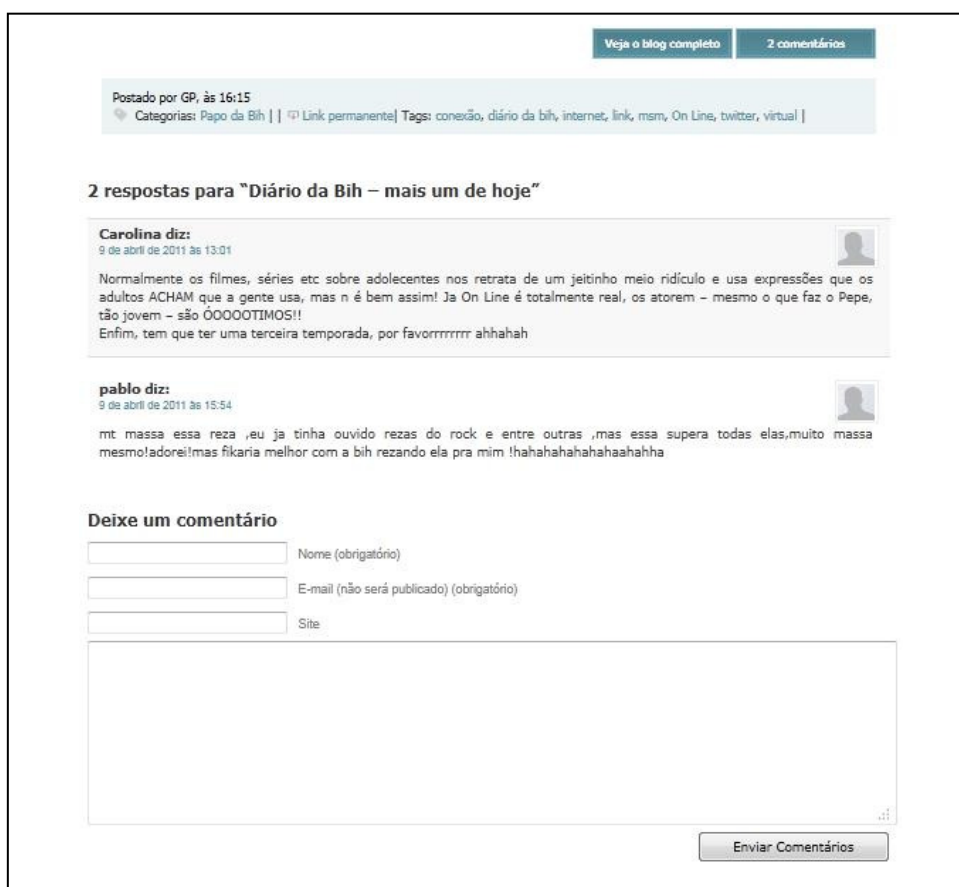 Veja o blog completo
2 comentários
Postado por GP, às 16:15
Categorias: Papo da Bih | | Link permanente| Tags: conexão, diário da bih, internet, link, msm, On Line, twitter, virtual |
2 respostas para “Diário da Bih – mais um de hoje”
Carolina diz:
9 de abril de 2011 às 13:01
Normalmente os filmes, séries etc sobre adolecentes nos retrata de um jeitinho meio ridículo e usa expressões que os
adultos ACHAM que a gente usa, mas n é bem assim! Ja On Line é totalmente real, os atorem – mesmo o que faz o Pepe,
tão jovem – são ÓOOOOTIMOS!!
Enfim, tem que ter uma terceira temporada, por favorrrrrrrr ahhahah
pablo diz:
9 de abril de 2011 às 15:54
mt massa essa reza ,eu ja tinha ouvido rezas do rock e entre outras ,mas essa supera todas elas,muito massa
mesmo!adorei!mas fikaria melhor com a bih rezando ela pra mim !hahahahahahahaahahha
Deixe um comentário
Nome (obrigatório)
E-mail (não será publicado) (obrigatório)
Site
Enviar Comentários